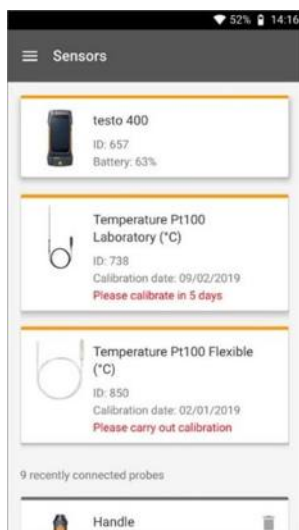 52% 14:16
Sensors
testo 400
ID: 657
Battery: 63%
Temperature Pt100
Laboratory (°C)
ID: 738
Calibration date: 09/02/2019
Please calibrate in 5 days
Temperature Pt100 Flexible
(°C)
ID: 850
Calibration date: 02/01/2019
Please carry out calibration
9 recently connected probes
Handle